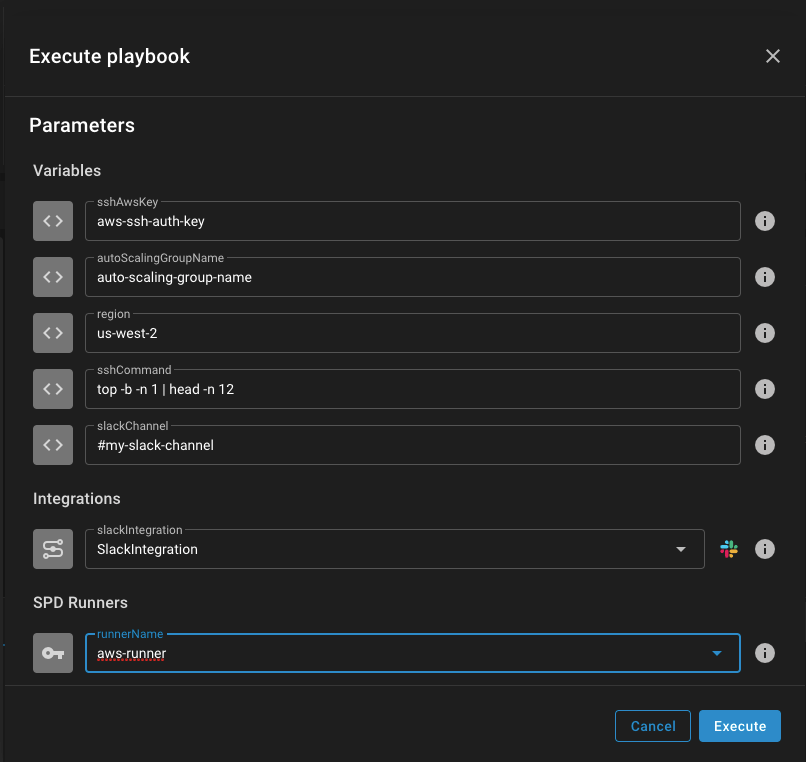 Execute playbook
Parameters
Variables
sshAwsKey
aws-ssh-auth-key
autoScalingGroupName
auto-scaling-group-name
region
us-west-2
sshCommand
top -b -n 1 | head -n 12
slackChannel
#my-slack-channel
Integrations
slackIntegration
SlackIntegration
SPD Runners
runnerName
aws-runner
Cancel Execute